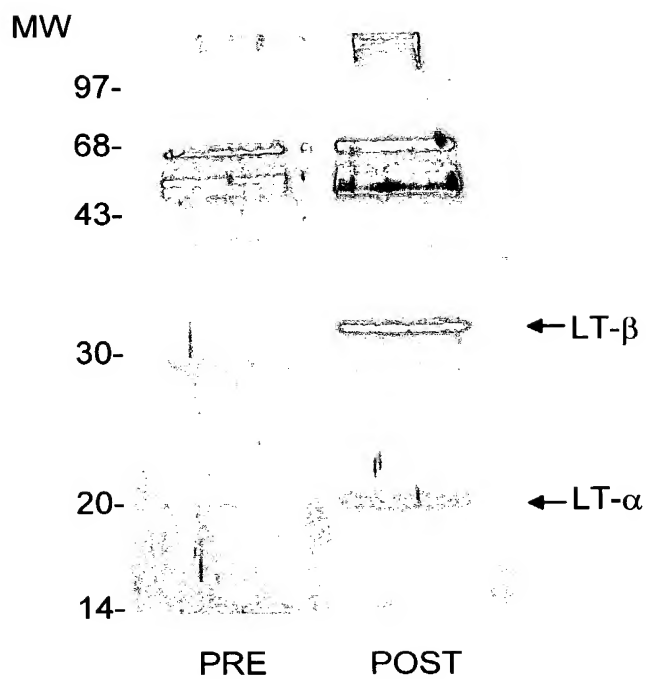 MW
97-
68-
43-
LT-β
30-
20- LT-α
14-
PRE POST